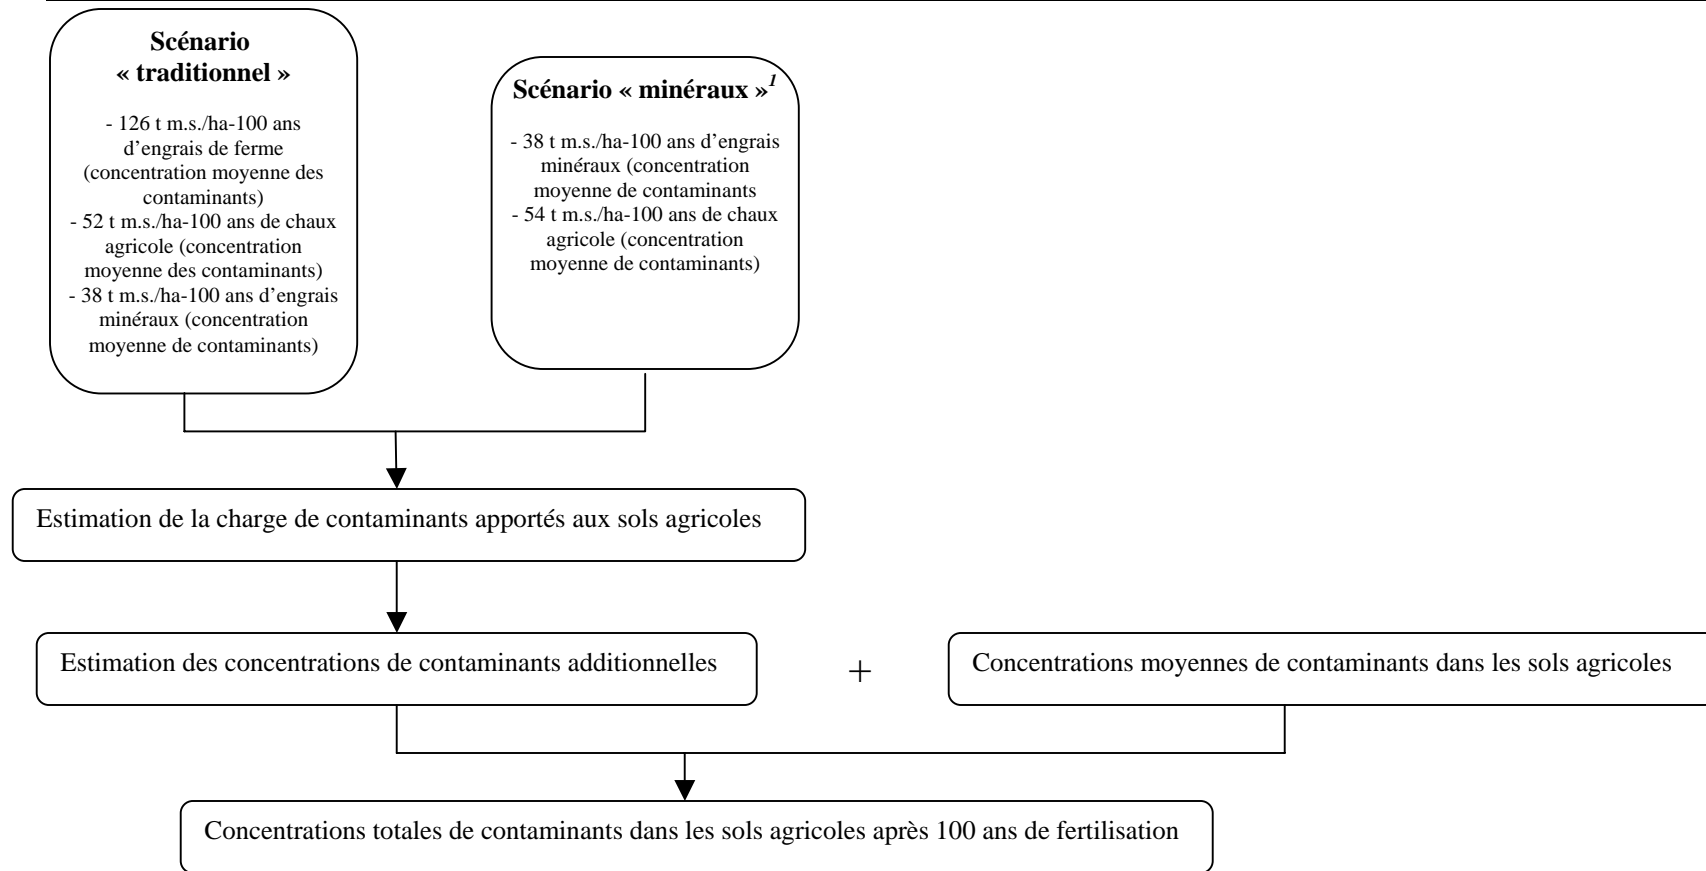 Scénario
« traditionnel »
- 126 t m.s./ha-100 ans
d’engrais de ferme
(concentration moyenne des
contaminants)
- 52 t m.s./ha-100 ans de chaux
agricole (concentration
moyenne des contaminants)
- 38 t m.s./ha-100 ans d’engrais
minéraux (concentration
moyenne de contaminants)
Scénario « minéraux »1
- 38 t m.s./ha-100 ans d’engrais
minéraux (concentration
moyenne de contaminants
- 54 t m.s./ha-100 ans de chaux
agricole (concentration
moyenne de contaminants)
Estimation de la charge de contaminants apportés aux sols agricoles
Estimation des concentrations de contaminants additionnelles
+
Concentrations moyennes de contaminants dans les sols agricoles
Concentrations totales de contaminants dans les sols agricoles après 100 ans de fertilisation